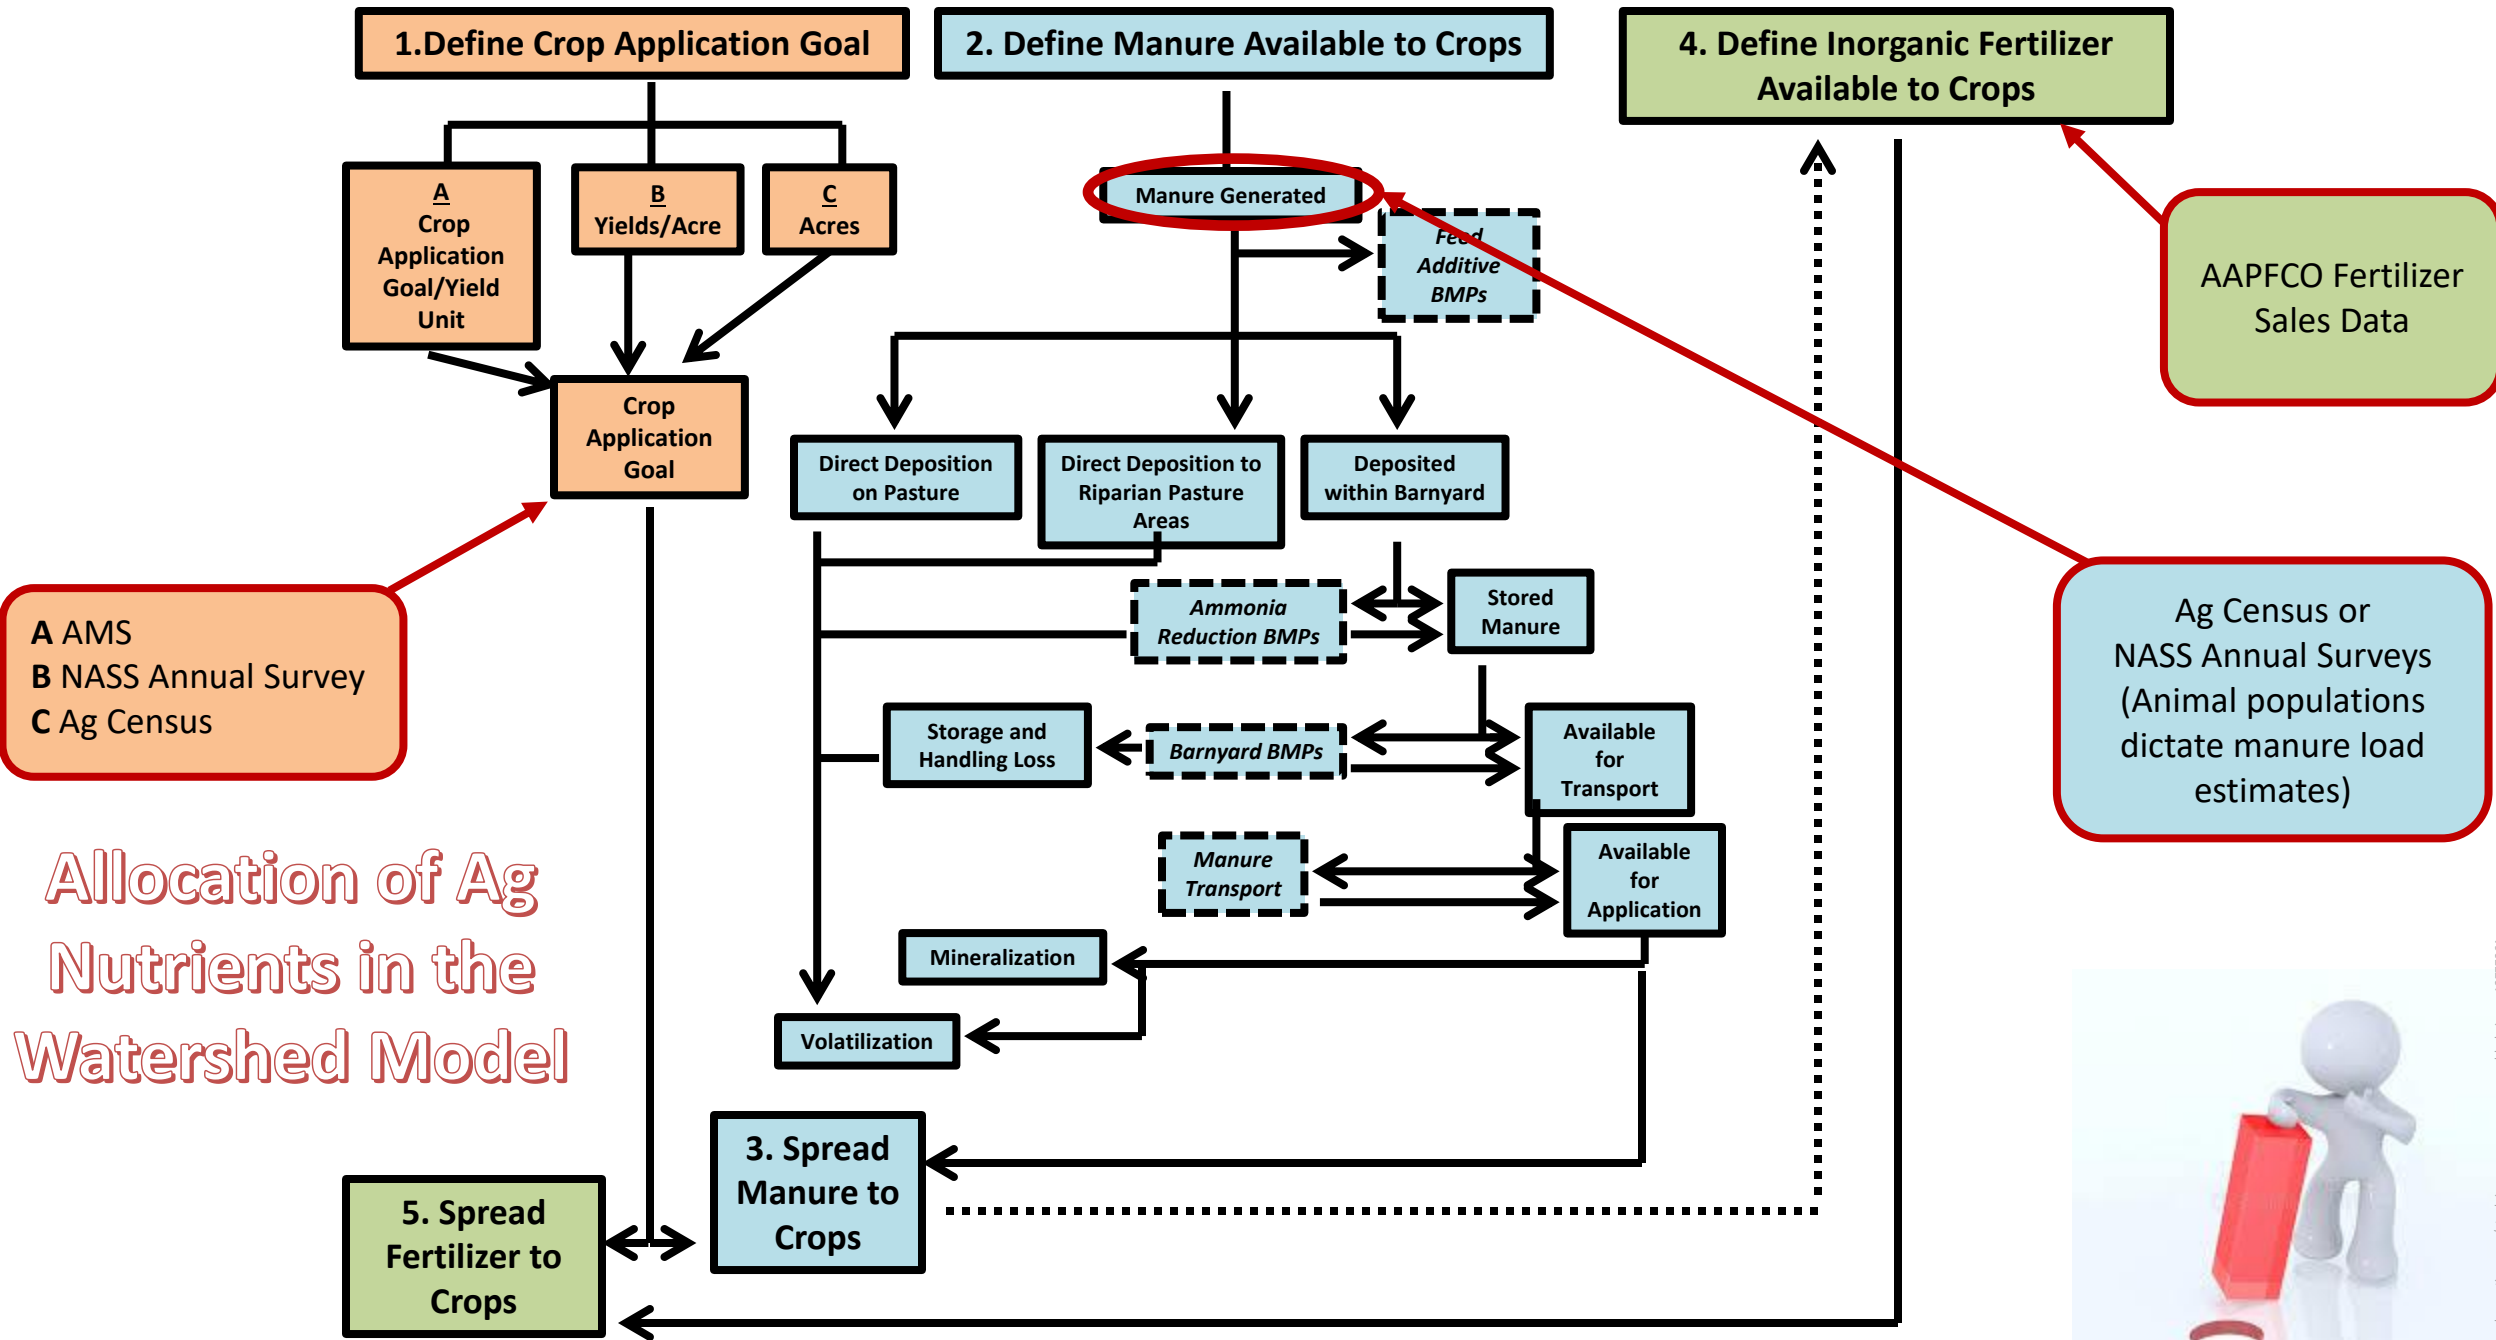 1.Define Crop Application Goal
2. Define Manure Available to Crops
4. Define Inorganic Fertilizer
Available to Crops
A
Crop
Application
Goal/Yield
Unit
B
Yields/Acre
C
Acres
Manure Generated
Feed
Additive
BMPs
AAPFCO Fertilizer
Sales Data
Crop
Application
Goal
Direct Deposition
on Pasture
Direct Deposition to
Riparian Pasture
Areas
Deposited
within Barnyard
A AMS
B NASS Annual Survey
C Ag Census
Ammonia
Reduction BMPs
Stored
Manure
Ag Census or
NASS Annual Surveys
(Animal populations
dictate manure load
estimates)
Storage and
Handling Loss
Barnyard BMPs
Available
for
Transport
Manure
Transport
Available
for
Application
Allocation of Ag
Nutrients in the
Watershed Model
Mineralization
Volatilization
3. Spread
Manure to
Crops
5. Spread
Fertilizer to
Crops